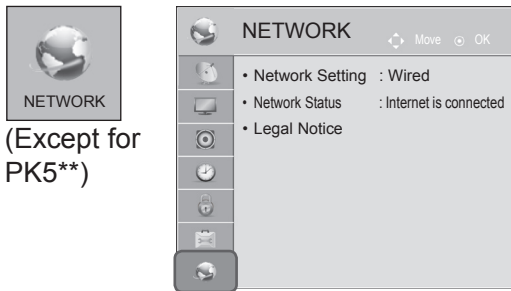 NETWORK
(Except for
PK5**)
NETWORK Move OK
• Network Setting : Wired
• Network Status : Internet is connected
• Legal Notice